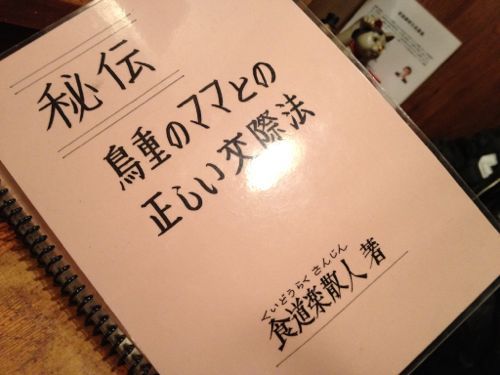 秘伝
鳥重のママとの
正しい交際法
くいどうらく さんじん
食道楽散人 著